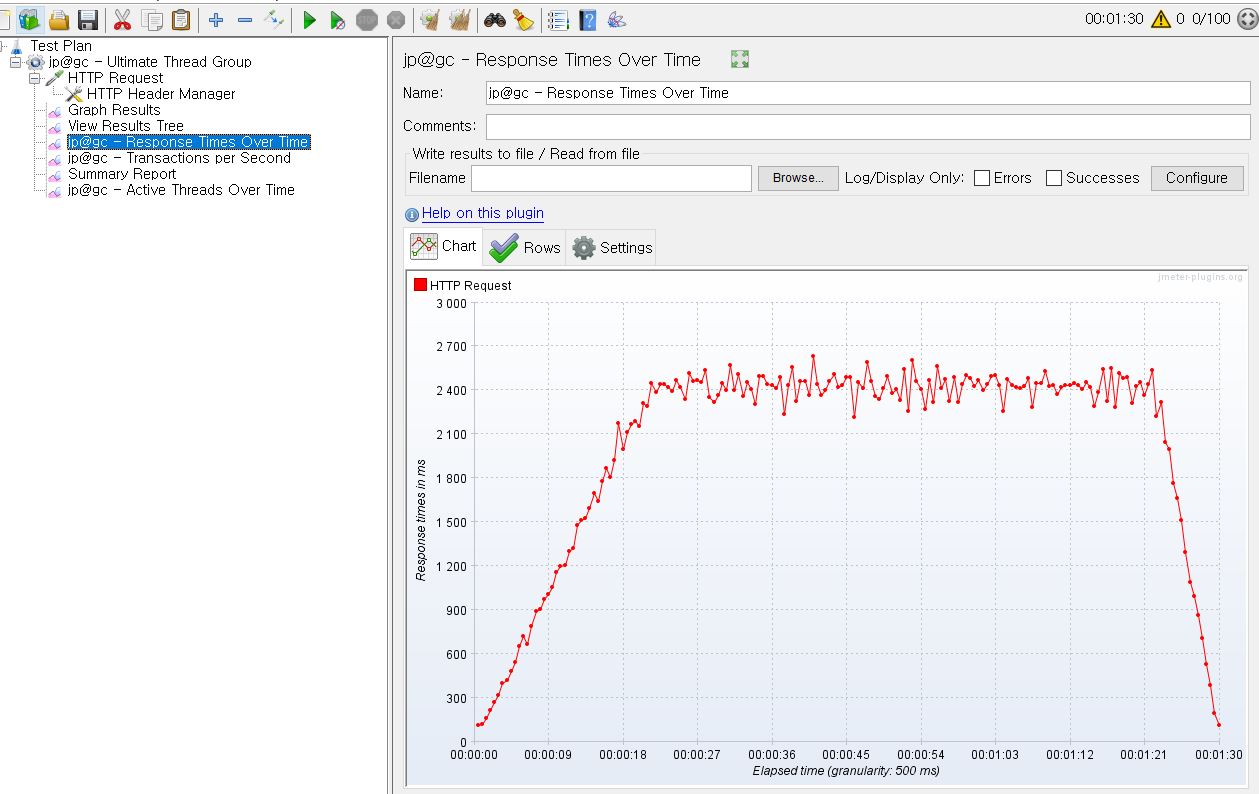 00:01:30 0 0/100
Test Plan
jp@gc - Ultimate Thread Group
HTTP Request
HTTP Header Manager
Graph Results
View Results Tree
jp@gc - Response Times Over Time
jp@gc - Transactions per Second
Summary Report
jp@gc - Active Threads Over Time
jp@gc - Response Times Over Time
Name: jp@gc - Response Times Over Time
Comments:
Write results to file / Read from file
Filename Browse... Log/Display Only: Errors Successes Configure
Help on this plugin
Chart Rows Settings
jmeter-plugins.org
HTTP Request
3 000
2 700
2 400
2 100
1 800
1 500
1 200
900
600
300
0
Response times in ms
00:00:00 00:00:09 00:00:18 00:00:27 00:00:36 00:00:45 00:00:54 00:01:03 00:01:12 00:01:21 00:01:30
Elapsed time (granularity: 500 ms)
STOP